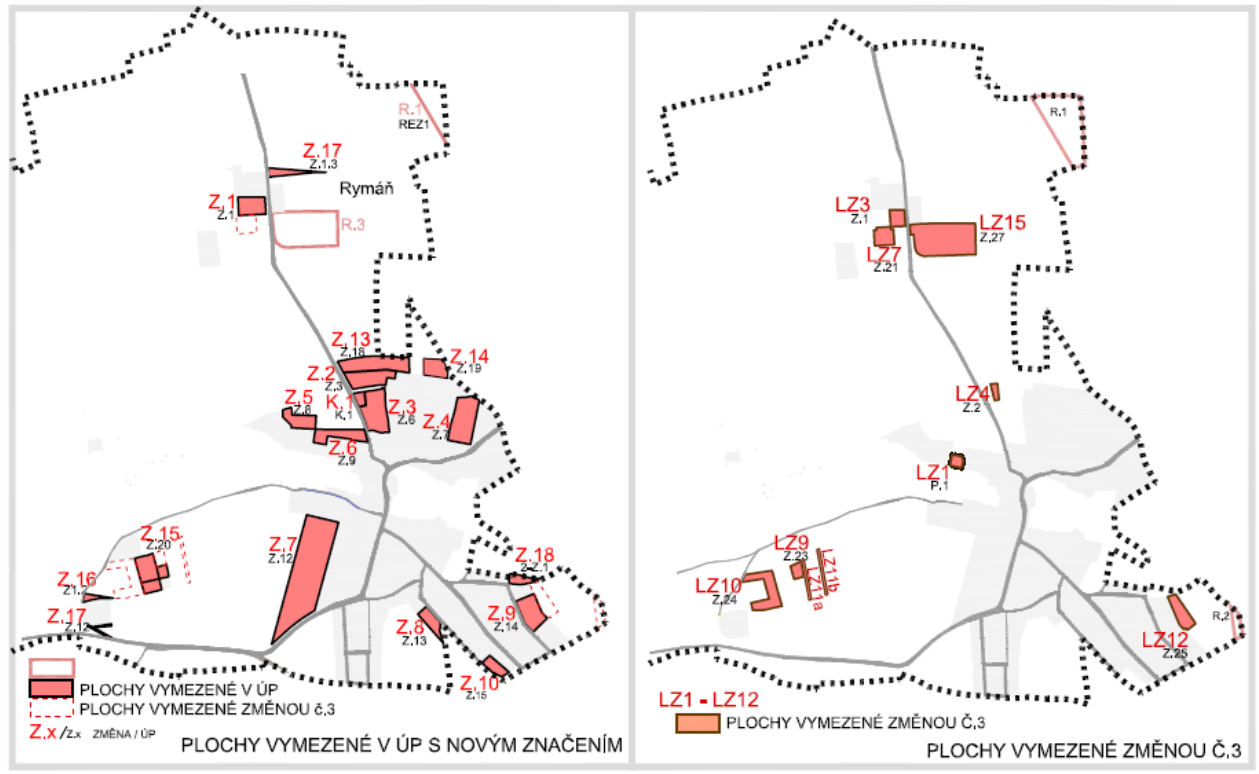 R.1
REZ1
Z.17
Z.1.3
Rymáň
Z.1
Z.1
R.3
Z.13
Z.18
Z.14
Z.19
Z.2
Z.3
Z.5
Z.8
K.1
K.1
Z.3
Z.6
Z.4
Z.7
Z.6
Z.9
Z.15
Z.20
Z.7
Z.12
Z.16
Z1.2
Z.17
Z.12
Z.18
2-Z.1
Z.9
Z.14
Z.8
Z.13
Z.10
Z.15
PLOCHY VYMEZENÉ V ÚP
PLOCHY VYMEZENÉ ZMĚNOU č.3
Z.x /z.x ZMĚNA / ÚP
PLOCHY VYMEZENÉ V ÚP S NOVÝM ZNAČENÍM
R.1
LZ3
Z.1
LZ15
Z.27
LZ7
Z.21
LZ4
Z.2
LZ1
P.1
LZ9
Z.23
LZ11b
LZ11a
LZ10
Z.24
R.2
LZ12
Z.25
LZ1 - LZ12
PLOCHY VYMEZENÉ ZMĚNOU Č.3
PLOCHY VYMEZENÉ ZMĚNOU Č.3